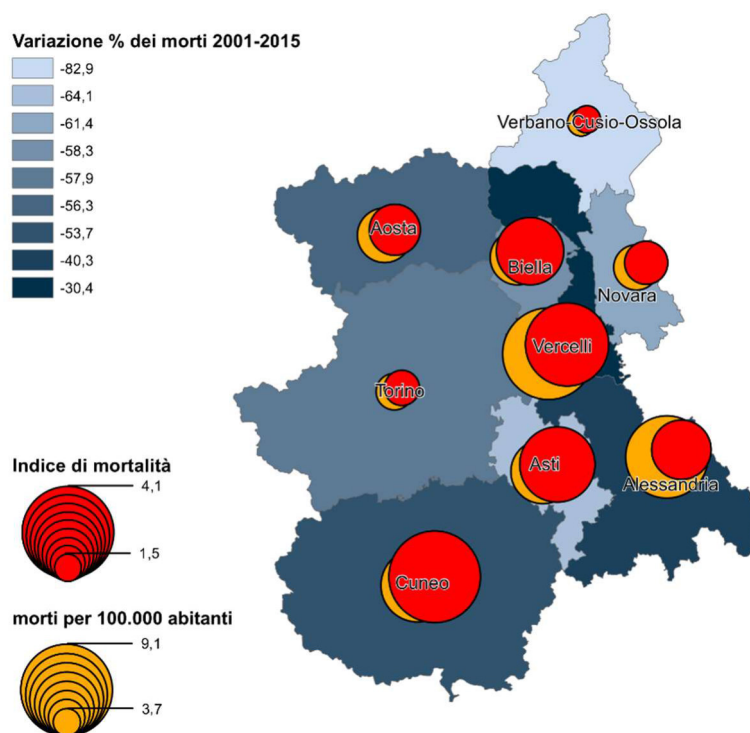 Variazione % dei morti 2001-2015
-82,9
-64,1
-61,4
-58,3
-57,9
-56,3
-53,7
-40,3
-30,4
Verbano-Cusio-Ossola
Aosta
Biella
Novara
Vercelli
Torino
Asti
Alessandria
Cuneo
Indice di mortalità
4,1
1,5
morti per 100.000 abitanti
9,1
3,7